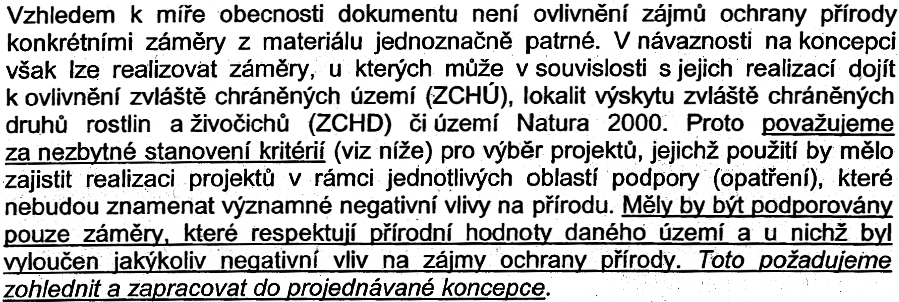 Vzhledem k míře obecnosti dokumentu není ovlivnění zájmů ochrany přírody
konkrétními záměry z materiálu jednoznačně patrné. V návaznosti na koncepci
však lze realizovat záměry, u kterých může v souvislosti s jejich realizací dojít
k ovlivnění zvláště chráněných území (ZCHÚ), lokalit výskytu zvláště chráněných
druhů rostlin a živočichů (ZCHD) či území Natura 2000. Proto považujeme
za nezbytné stanovení kritérií (viz níže) pro výběr projektů, jejichž použití by mělo
zajistit realizaci projektů v rámci jednotlivých oblastí podpory (opatření), které
nebudou znamenat významné negativní vlivy na přírodu. Měly by být podporovány
pouze záměry, které respektují přírodní hodnoty daného území a u nichž byl
vyloučen jakýkoliv negativní vliv na zájmy ochrany přírody. Toto požadujeme
zohlednit a zapracovat do projednávané koncepce.